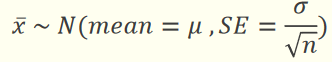 x̄ ~ N(mean = μ , SE = σ/√n)